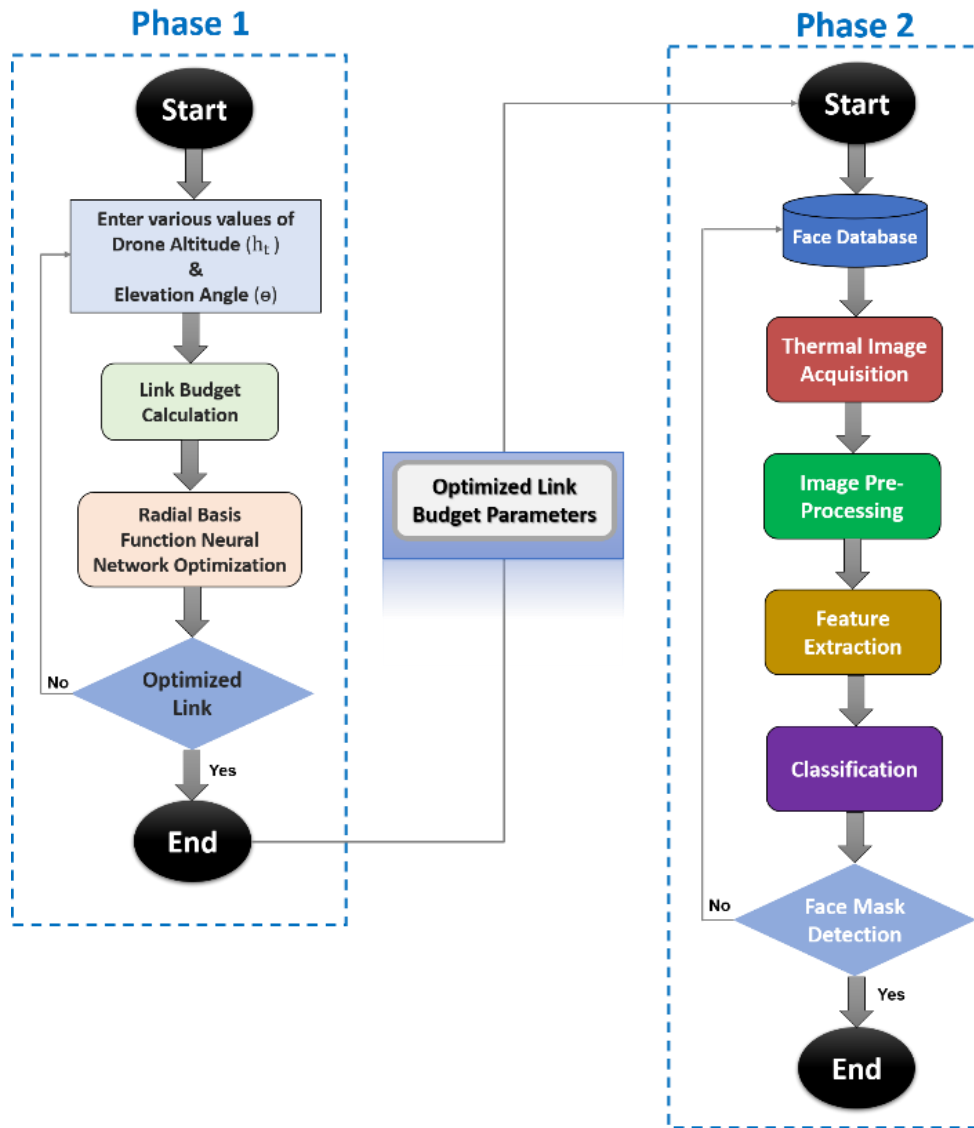 Phase 1
Start
Enter various values of
Drone Altitude (hₜ)
&
Elevation Angle (ɵ)
Link Budget
Calculation
Radial Basis
Function Neural
Network Optimization
Optimized
Link
No
Yes
End
Optimized Link
Budget Parameters
Phase 2
Start
Face Database
Thermal Image
Acquisition
Image Pre-
Processing
Feature
Extraction
Classification
Face Mask
Detection
No
Yes
End